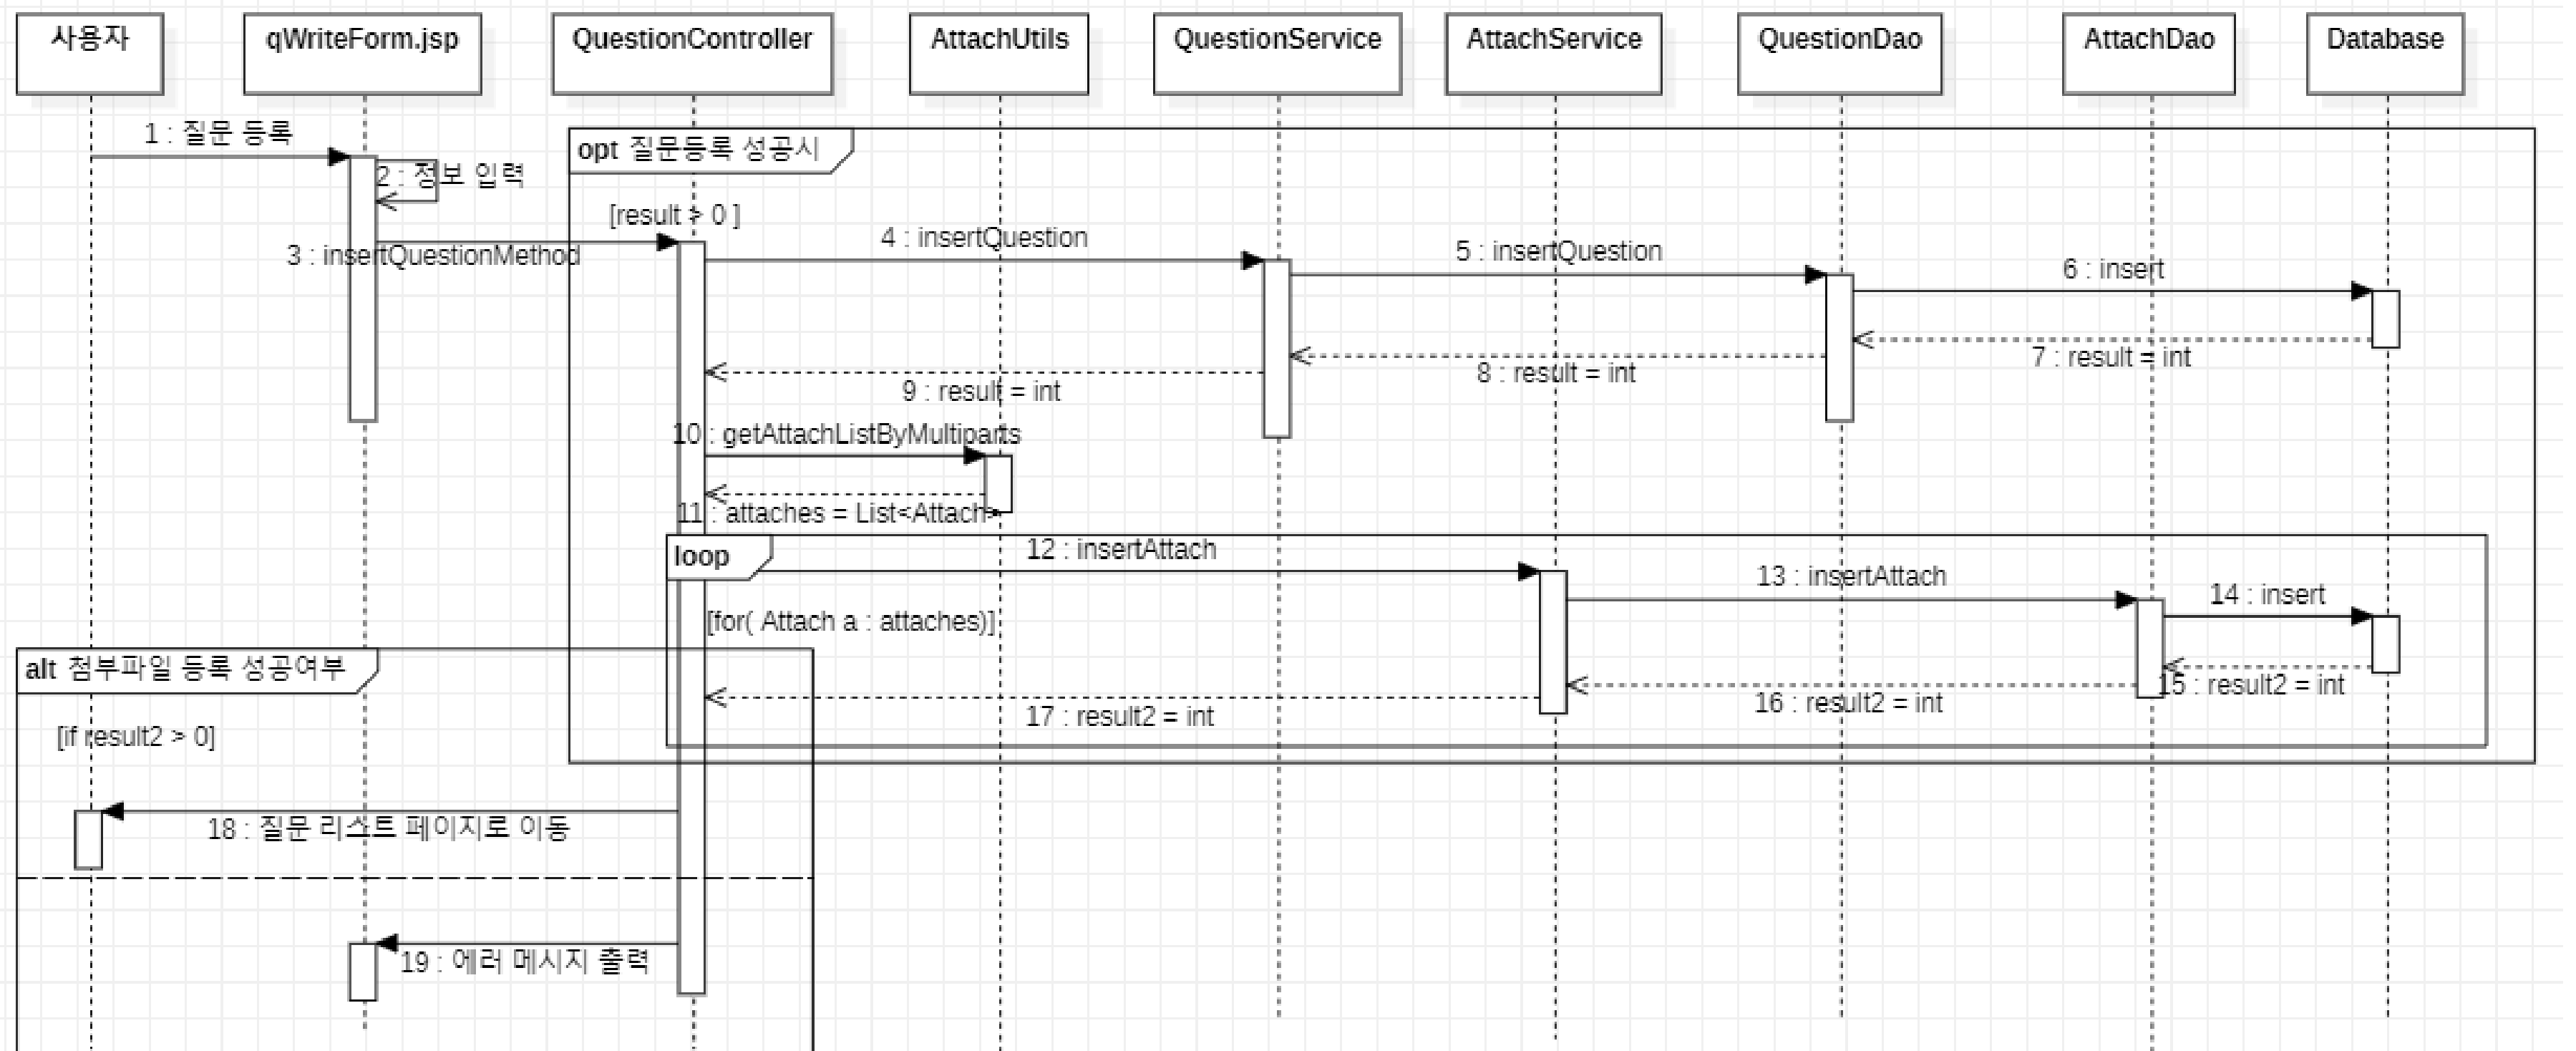 사용자
qWriteForm.jsp
QuestionController
AttachUtils
QuestionService
AttachService
QuestionDao
AttachDao
Database
1 : 질문 등록
opt 질문등록 성공시
2 : 정보 입력
[result > 0 ]
3 : insertQuestionMethod
4 : insertQuestion
5 : insertQuestion
6 : insert
7 : result = int
8 : result = int
9 : result = int
10 : getAttachListByMultiparts
11 : attaches = List<Attach>
loop
12 : insertAttach
13 : insertAttach
14 : insert
[for( Attach a : attaches)]
alt 첨부파일 등록 성공여부
15 : result2 = int
16 : result2 = int
17 : result2 = int
[if result2 > 0]
18 : 질문 리스트 페이지로 이동
19 : 에러 메시지 출력